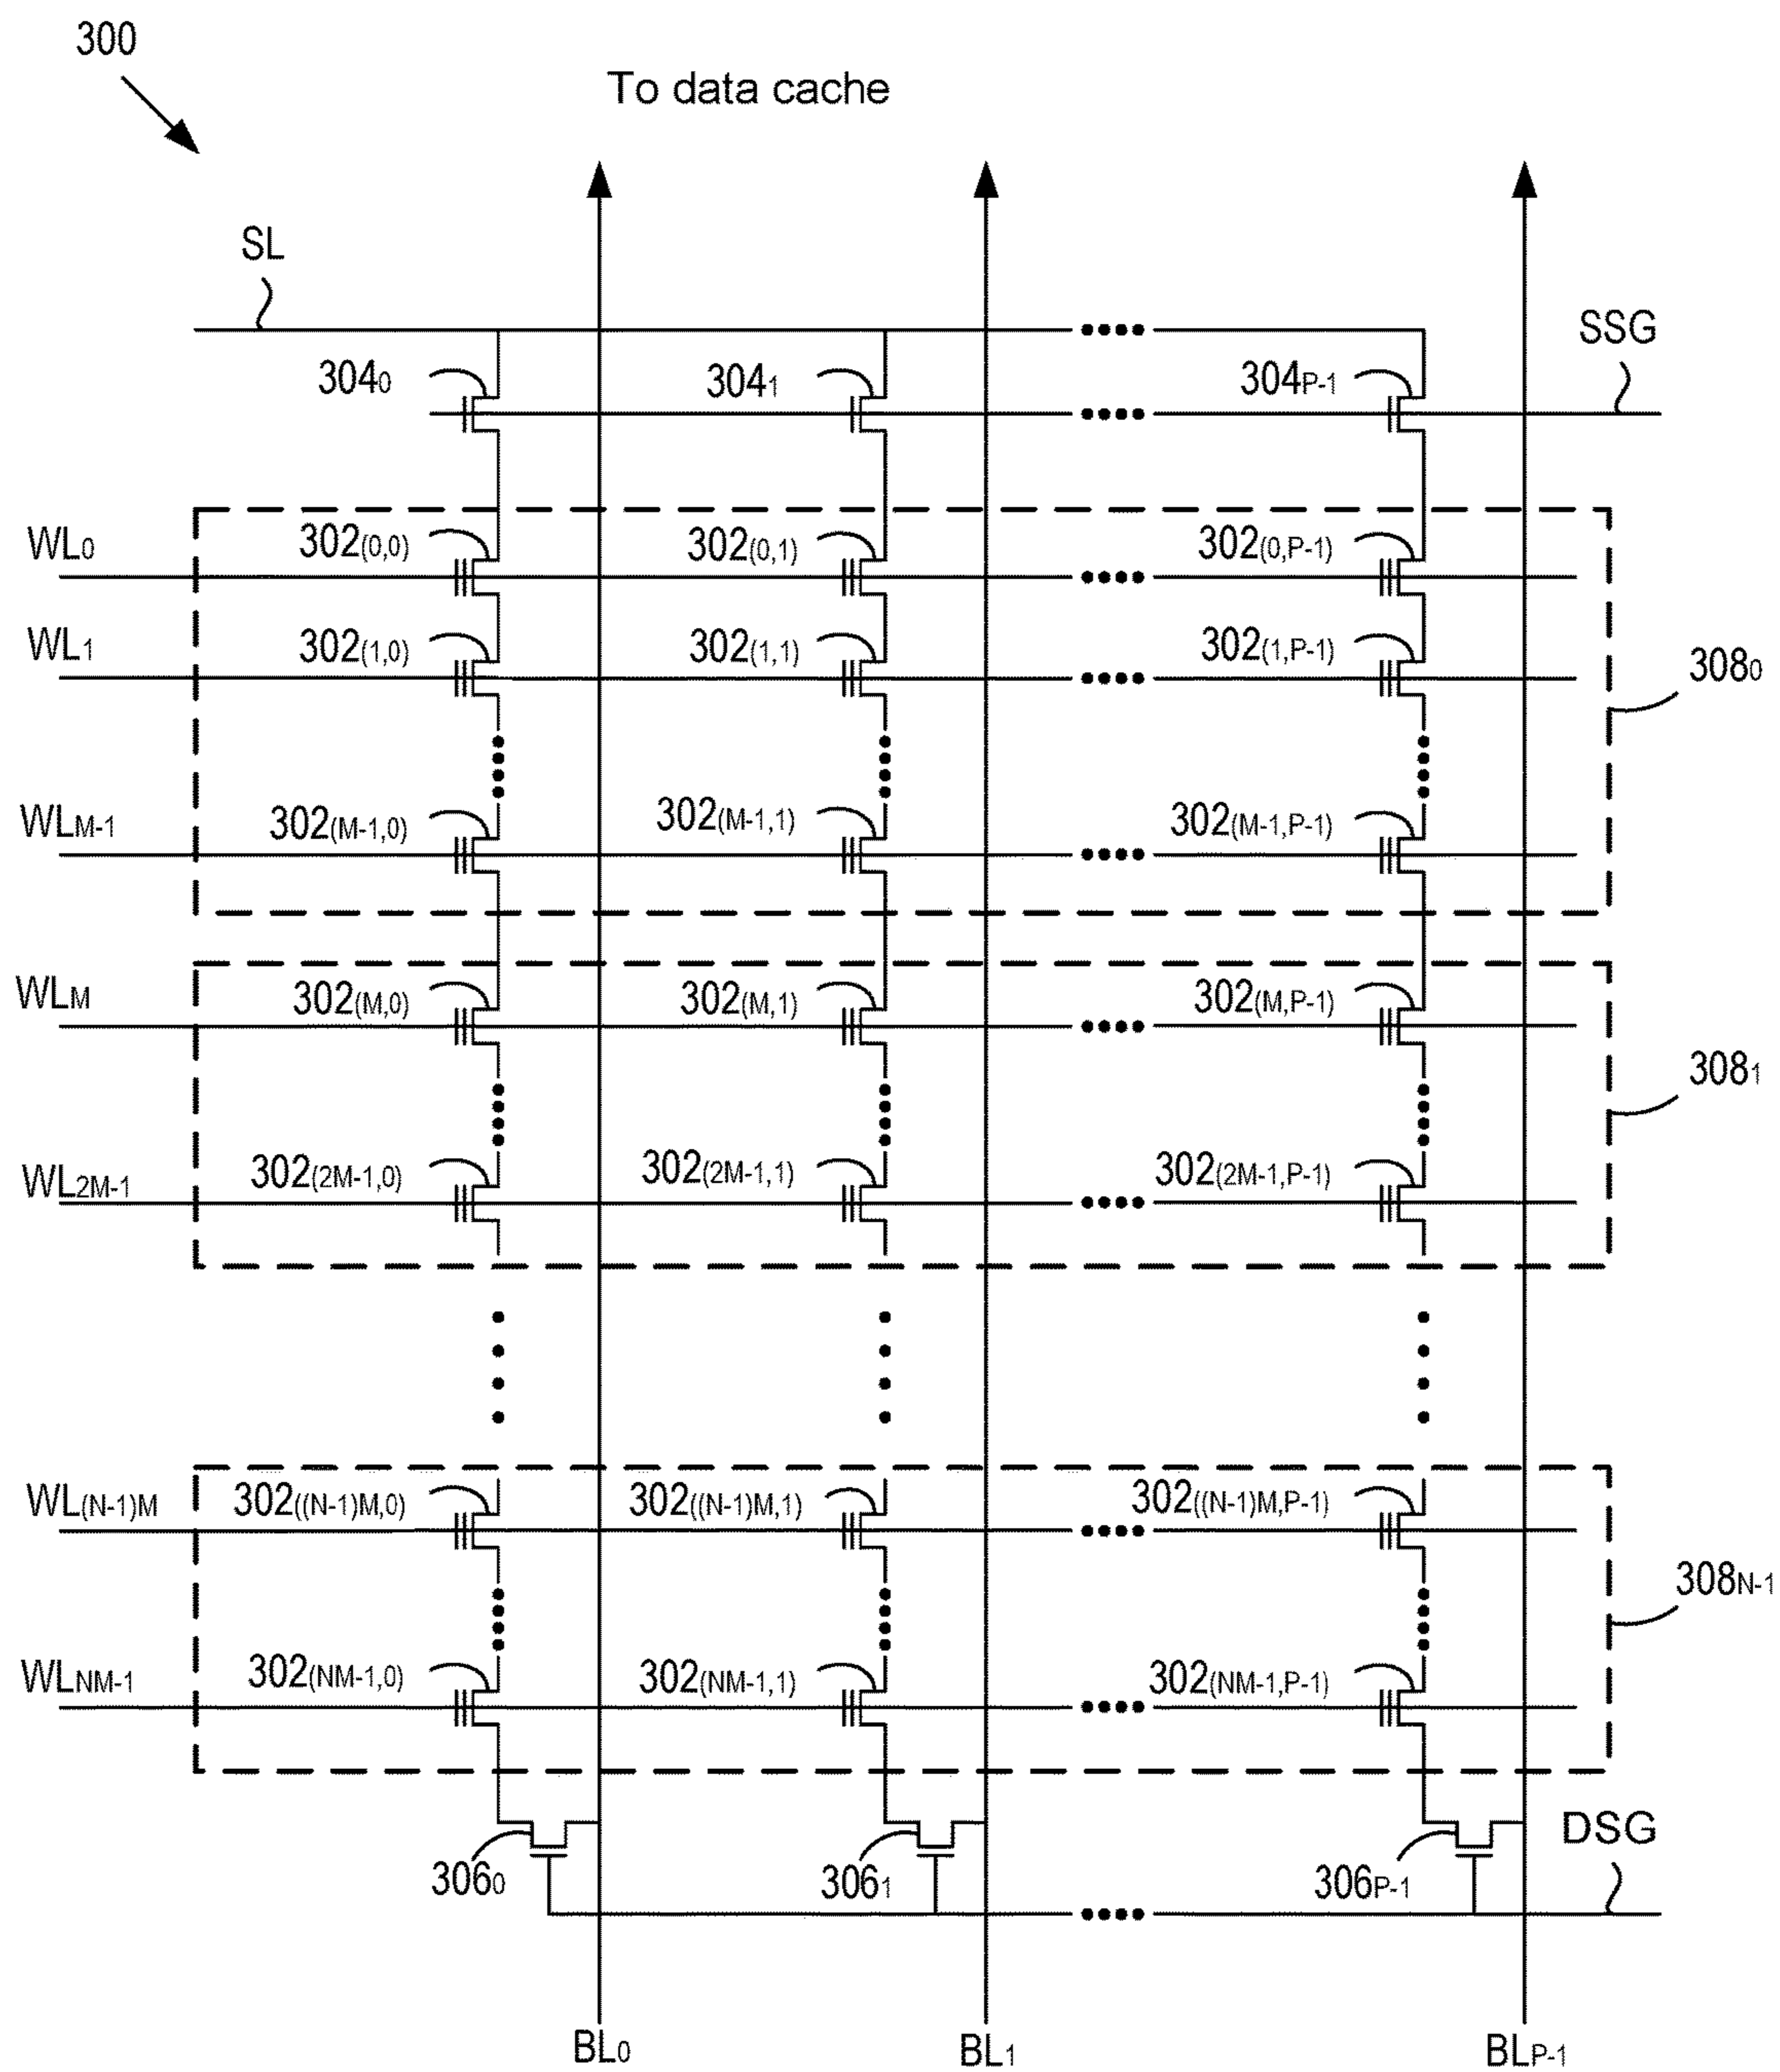 300
To data cache
SL
SSG
304₀ 304₁ 304P-1
WL₀ 302(0,0) 302(0,1) 302(0,P-1)
WL₁ 302(1,0) 302(1,1) 302(1,P-1)
308₀
WLM-1 302(M-1,0) 302(M-1,1) 302(M-1,P-1)
WLM 302(M,0) 302(M,1) 302(M,P-1)
308₁
WL2M-1 302(2M-1,0) 302(2M-1,1) 302(2M-1,P-1)
WL(N-1)M 302((N-1)M,0) 302((N-1)M,1) 302((N-1)M,P-1)
308N-1
WLNM-1 302(NM-1,0) 302(NM-1,1) 302(NM-1,P-1)
DSG
306₀ 306₁ 306P-1
BL₀ BL₁ BLP-1